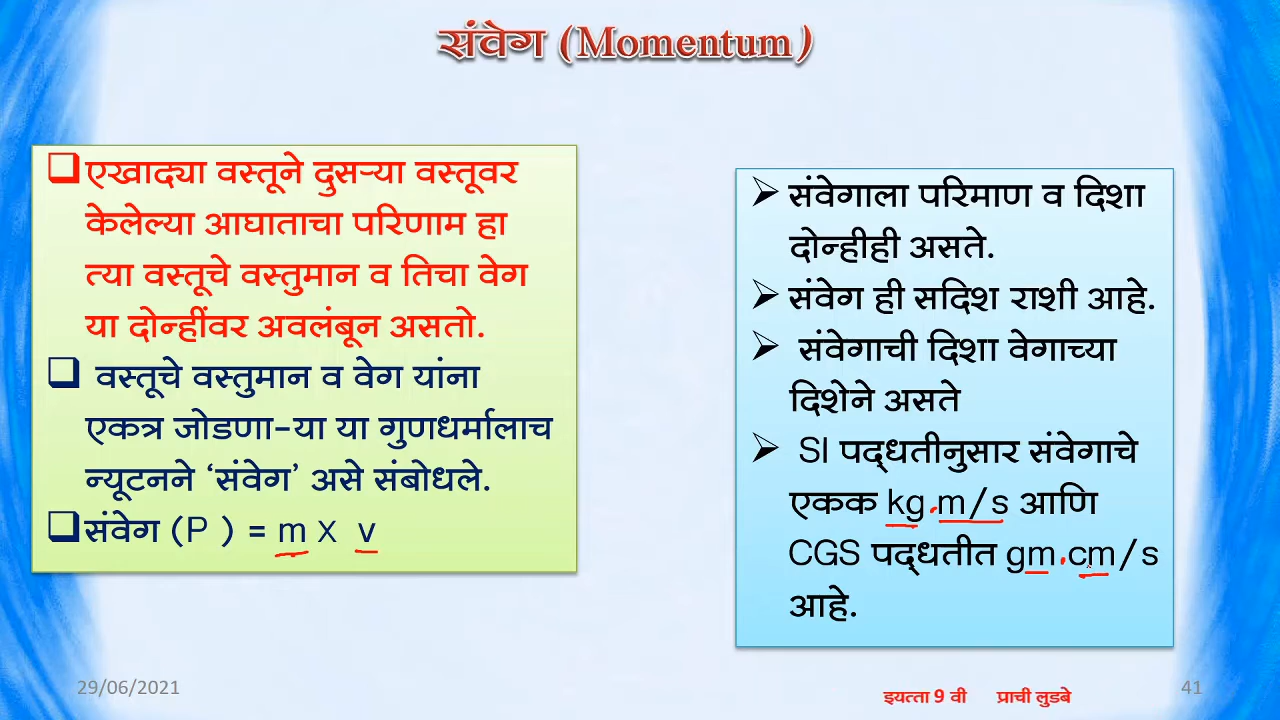 संवेग (Momentum)
एखाद्या वस्तूने दुसऱ्या वस्तूवर
केलेल्या आघाताचा परिणाम हा
त्या वस्तूचे वस्तुमान व तिचा वेग
या दोन्हींवर अवलंबून असतो.
वस्तूचे वस्तुमान व वेग यांना
एकत्र जोडणा-या या गुणधर्मालाच
न्यूटनने ‘संवेग’ असे संबोधले.
संवेग (P ) = m x v
संवेगाला परिमाण व दिशा
दोन्हीही असते.
संवेग ही सदिश राशी आहे.
संवेगाची दिशा वेगाच्या
दिशेने असते
SI पद्धतीनुसार संवेगाचे
एकक kg.m/s आणि
CGS पद्धतीत gm.cm/s
आहे.
29/06/2021
इयत्ता 9 वी प्राची लुडबे
41